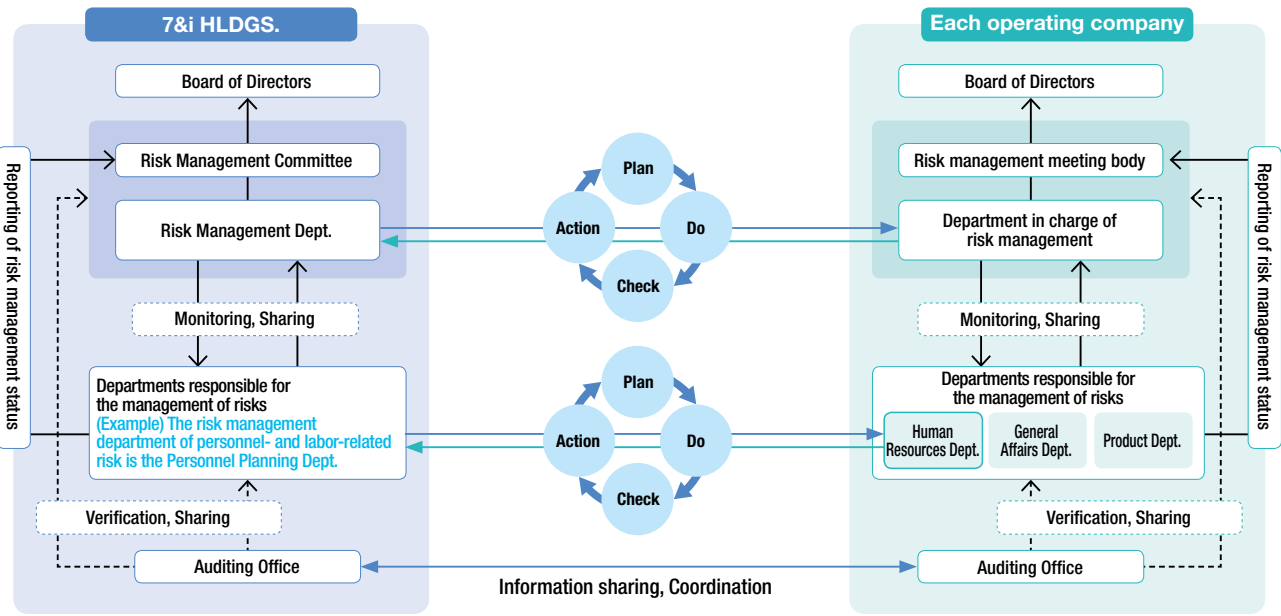 7&i HLDGS.
Board of Directors
Risk Management Committee
Risk Management Dept.
Monitoring, Sharing
Departments responsible for
the management of risks
(Example) The risk management
department of personnel- and labor-related
risk is the Personnel Planning Dept.
Verification, Sharing
Auditing Office
Reporting of risk management status
Plan
Do
Check
Action
Plan
Do
Check
Action
Information sharing, Coordination
Each operating company
Board of Directors
Risk management meeting body
Department in charge of
risk management
Monitoring, Sharing
Departments responsible for
the management of risks
Human
Resources Dept.
General
Affairs Dept.
Product Dept.
Verification, Sharing
Auditing Office
Reporting of risk management status